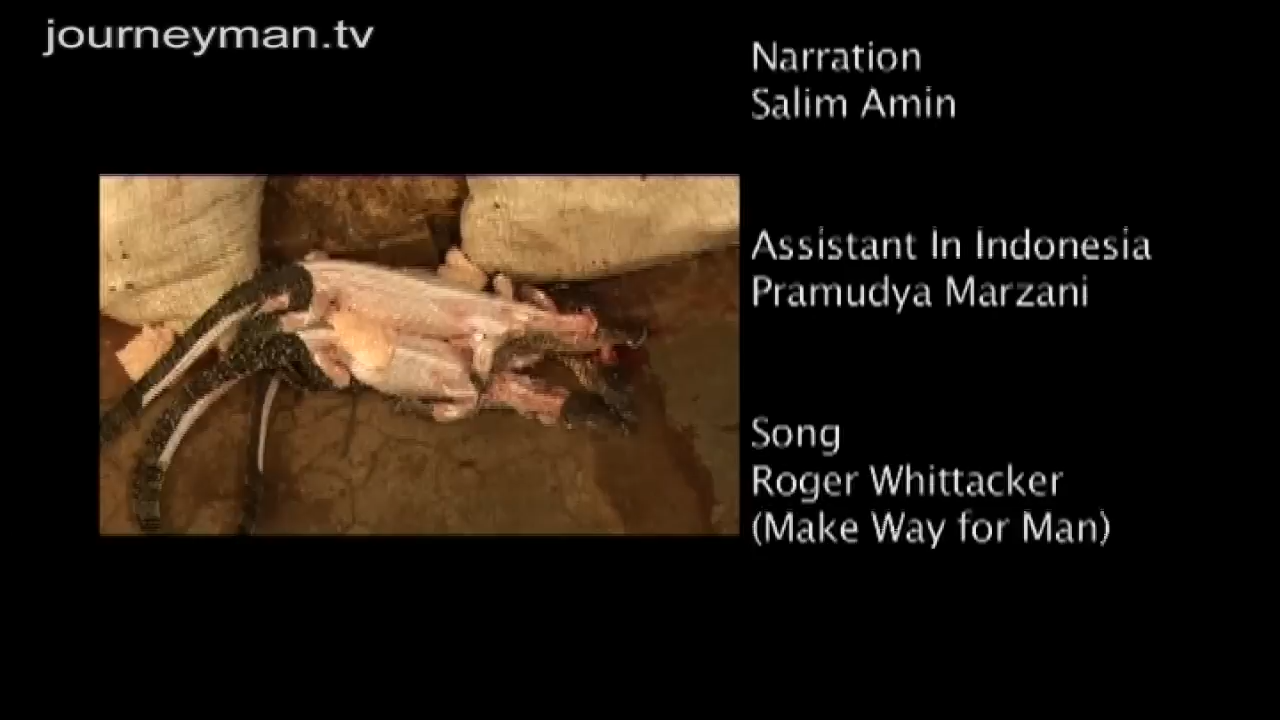 journeyman.tv
Narration
Salim Amin
Assistant In Indonesia
Pramudya Marzani
Song
Roger Whittacker
(Make Way for Man)